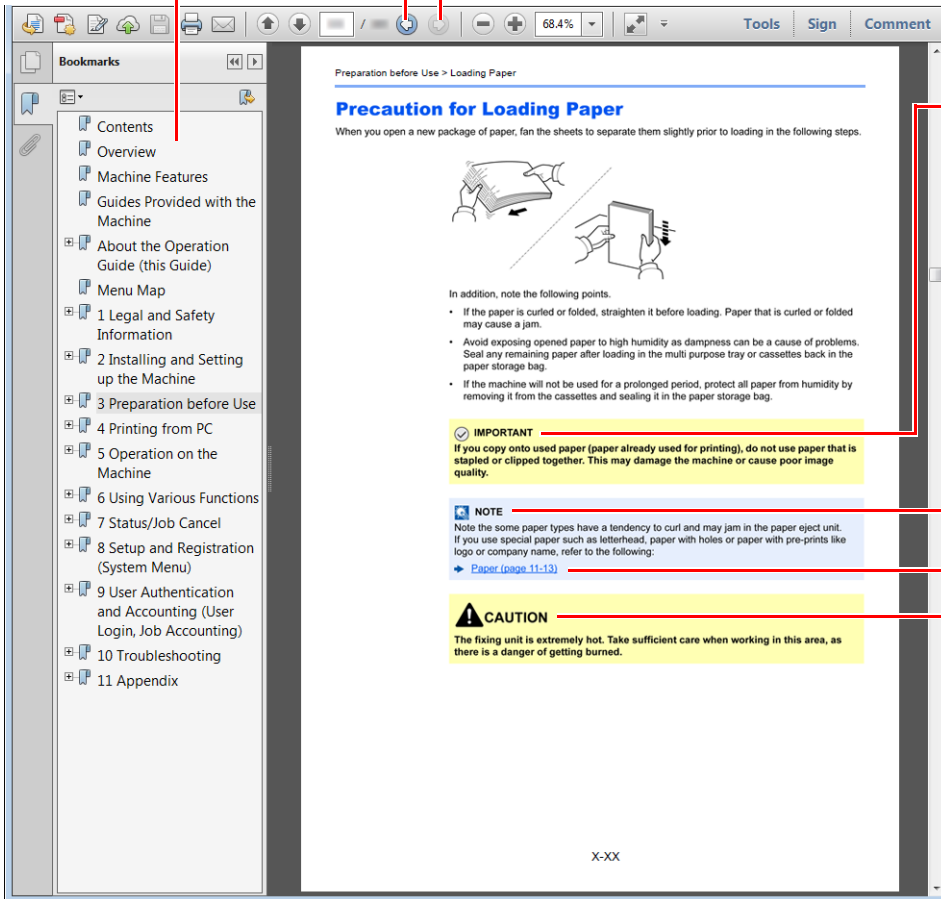 /
68.4%
Tools
Sign
Comment
Bookmarks
Contents
Overview
Machine Features
Guides Provided with the
Machine
About the Operation
Guide (this Guide)
Menu Map
1 Legal and Safety
Information
2 Installing and Setting
up the Machine
3 Preparation before Use
4 Printing from PC
5 Operation on the
Machine
6 Using Various Functions
7 Status/Job Cancel
8 Setup and Registration
(System Menu)
9 User Authentication
and Accounting (User
Login, Job Accounting)
10 Troubleshooting
11 Appendix
Preparation before Use > Loading Paper
Precaution for Loading Paper
When you open a new package of paper, fan the sheets to separate them slightly prior to loading in the following steps.
In addition, note the following points.
• If the paper is curled or folded, straighten it before loading. Paper that is curled or folded
may cause a jam.
• Avoid exposing opened paper to high humidity as dampness can be a cause of problems.
Seal any remaining paper after loading in the multi purpose tray or cassettes back in the
paper storage bag.
• If the machine will not be used for a prolonged period, protect all paper from humidity by
removing it from the cassettes and sealing it in the paper storage bag.
IMPORTANT
If you copy onto used paper (paper already used for printing), do not use paper that is
stapled or clipped together. This may damage the machine or cause poor image
quality.
NOTE
Note the some paper types have a tendency to curl and may jam in the paper eject unit.
If you use special paper such as letterhead, paper with holes or paper with pre-prints like
logo or company name, refer to the following:
Paper (page 11-13)
CAUTION
The fixing unit is extremely hot. Take sufficient care when working in this area, as
there is a danger of getting burned.
X-XX